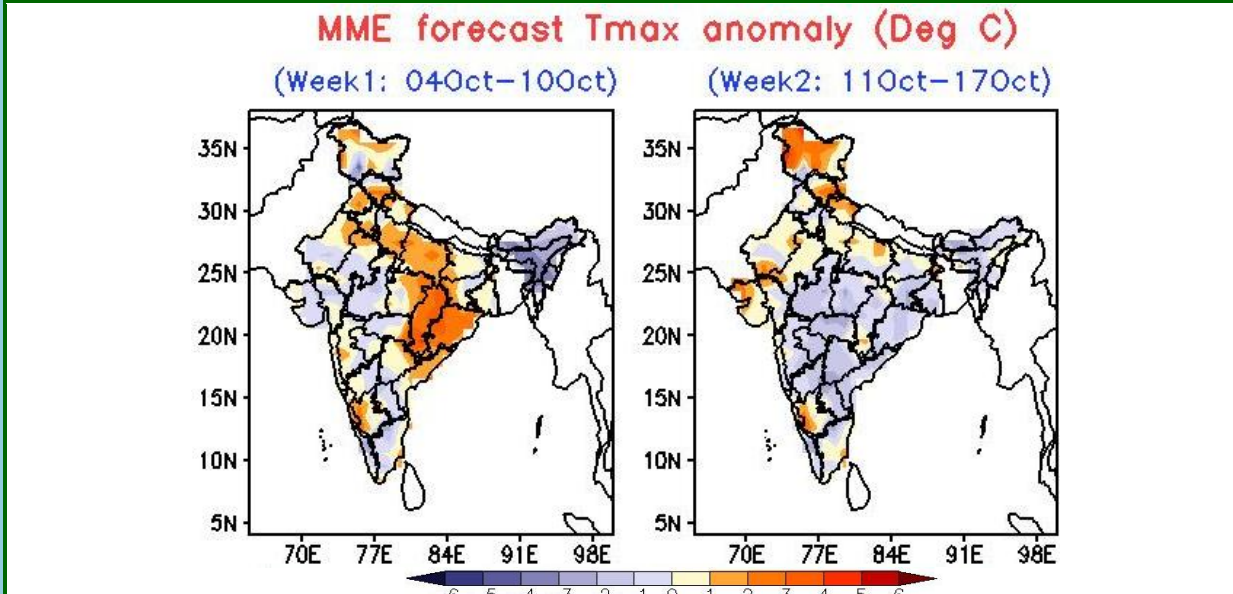 MME forecast Tmax anomaly (Deg C)
(Week1: 04Oct-10Oct) (Week2: 11Oct-17Oct)
35N 35N
30N 30N
25N 25N
20N 20N
15N 15N
10N 10N
5N 5N
70E 77E 84E 91E 98E 70E 77E 84E 91E 98E